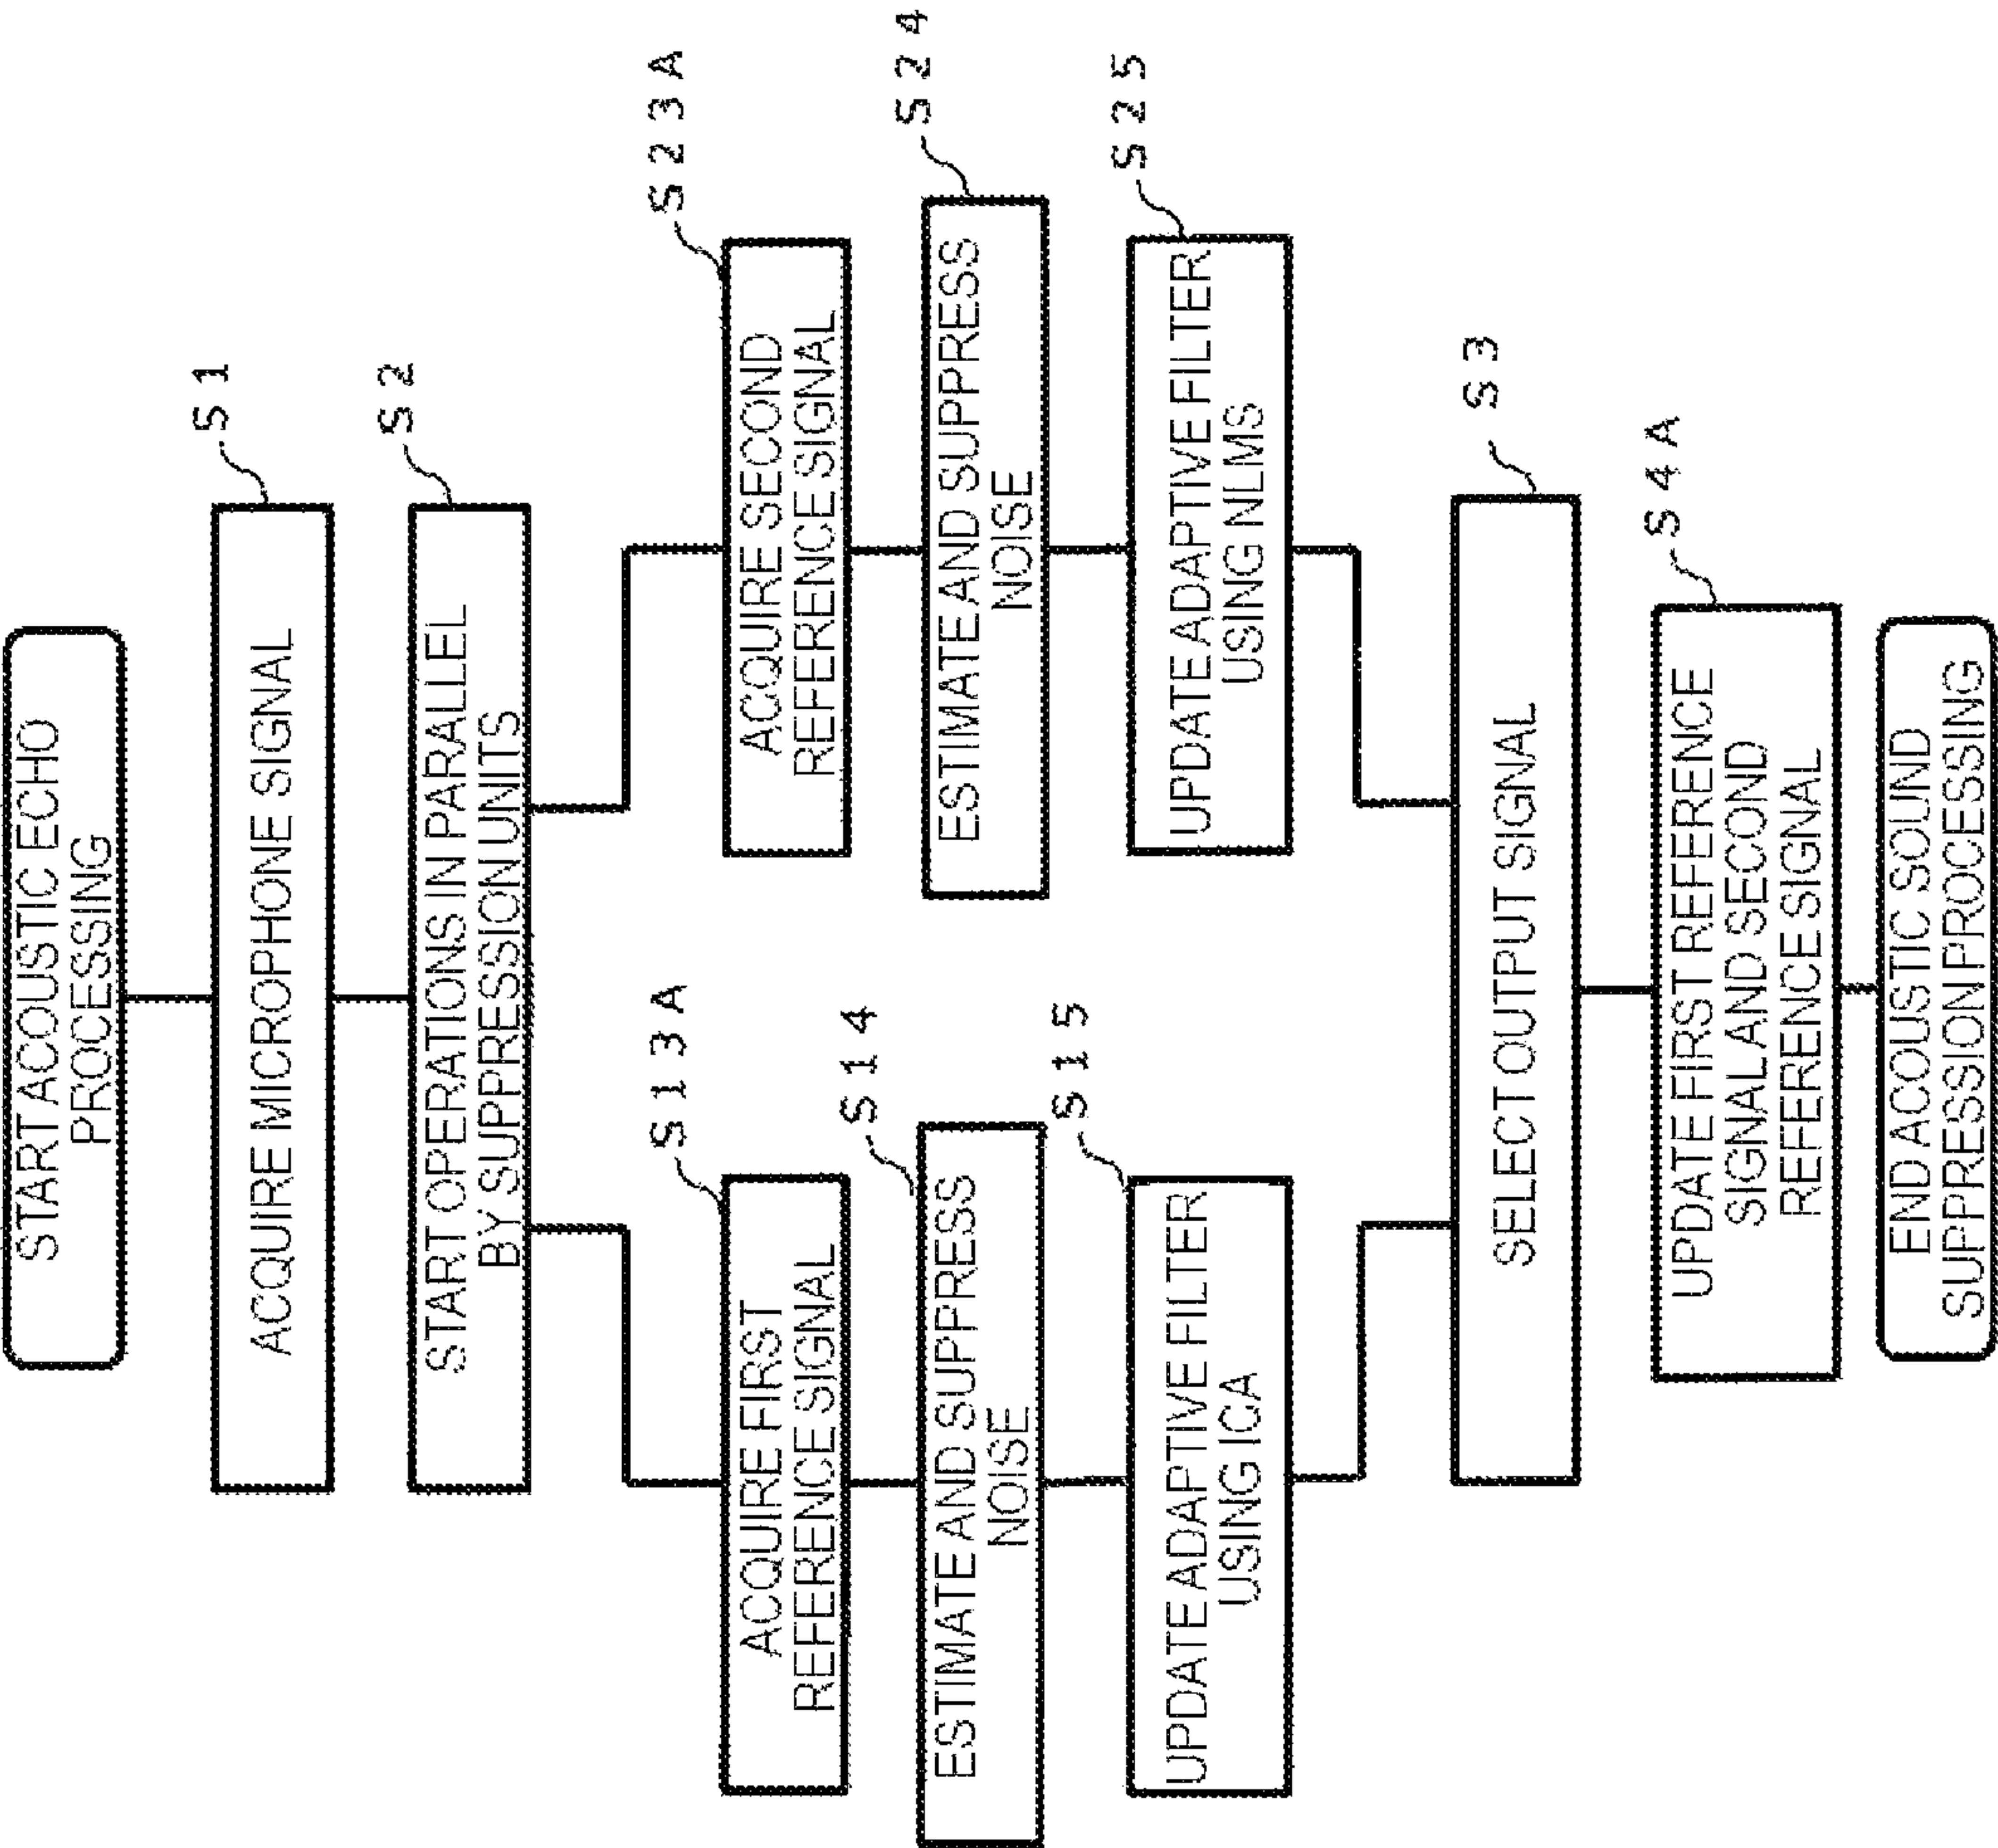 START ACOUSTIC ECHO
PROCESSING
S1
ACQUIRE MICROPHONE SIGNAL
S2
START OPERATIONS IN PARALLEL
BY SUPPRESSION UNITS
S13A
ACQUIRE FIRST
REFERENCE SIGNAL
S14
ESTIMATE AND SUPPRESS
NOISE
S15
UPDATE ADAPTIVE FILTER
USING ICA
S23A
ACQUIRE SECOND
REFERENCE SIGNAL
S24
ESTIMATE AND SUPPRESS
NOISE
S25
UPDATE ADAPTIVE FILTER
USING NLMS
S3
SELECT OUTPUT SIGNAL
S4A
UPDATE FIRST REFERENCE
SIGNAL AND SECOND
REFERENCE SIGNAL
END ACOUSTIC SOUND
SUPPRESSION PROCESSING